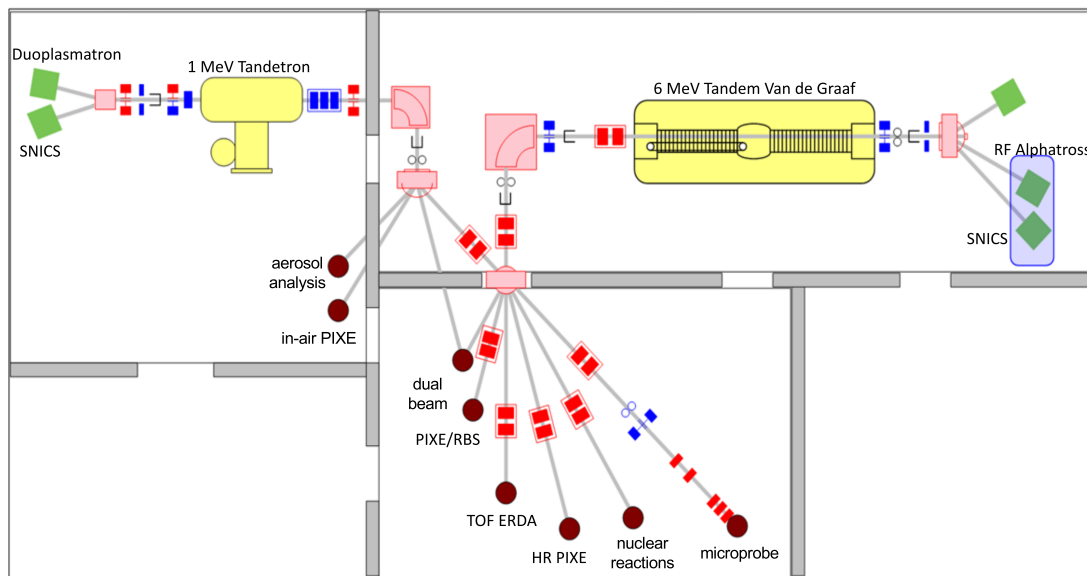 Duoplasmatron
1 MeV Tandetron
SNICS
6 MeV Tandem Van de Graaf
RF Alphatross
SNICS
aerosol
analysis
in-air PIXE
dual
beam
PIXE/RBS
TOF ERDA
HR PIXE
nuclear
reactions
microprobe